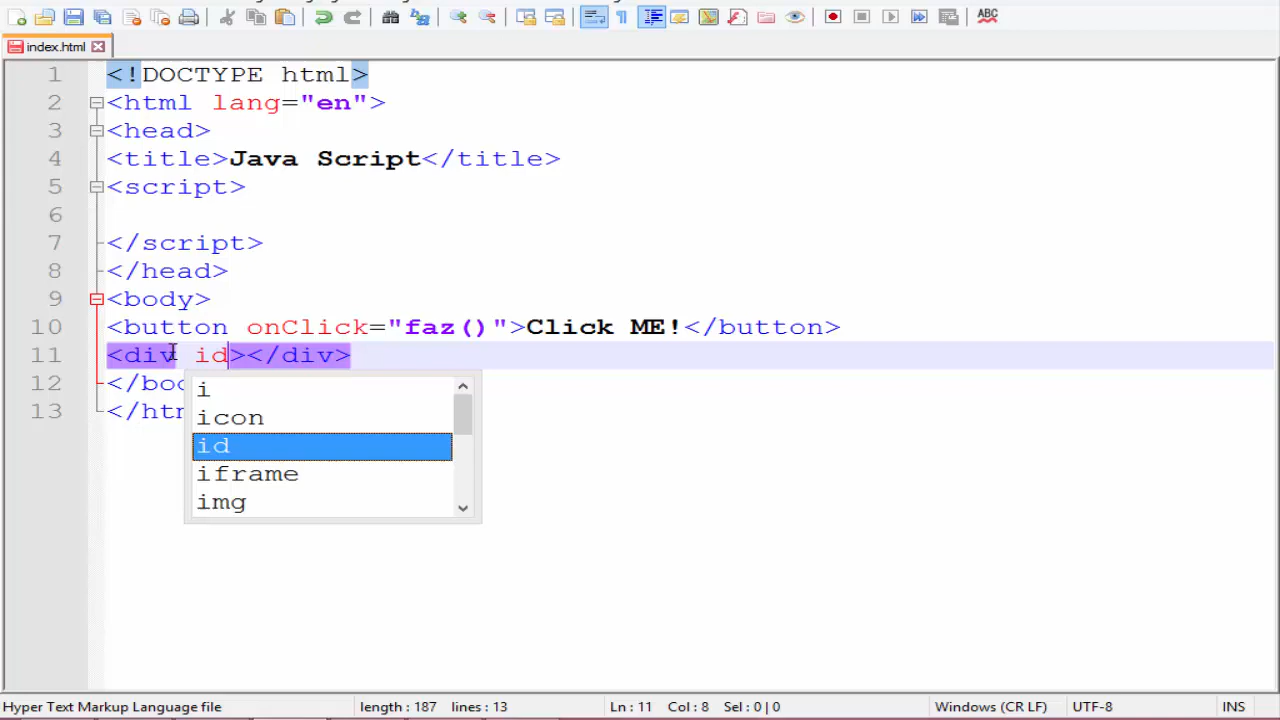 ABC
index.html
1 <!DOCTYPE html>
2 <html lang="en">
3 <head>
4 <title>Java Script</title>
5 <script>
6
7 </script>
8 </head>
9 <body>
10 <button onClick="faz()">Click ME!</button>
11 <div id></div>
12 </boo
13 </htr
i
icon
id
iframe
img
Hyper Text Markup Language file length : 187 lines : 13 Ln : 11 Col : 8 Sel : 0 | 0 Windows (CR LF) UTF-8 INS